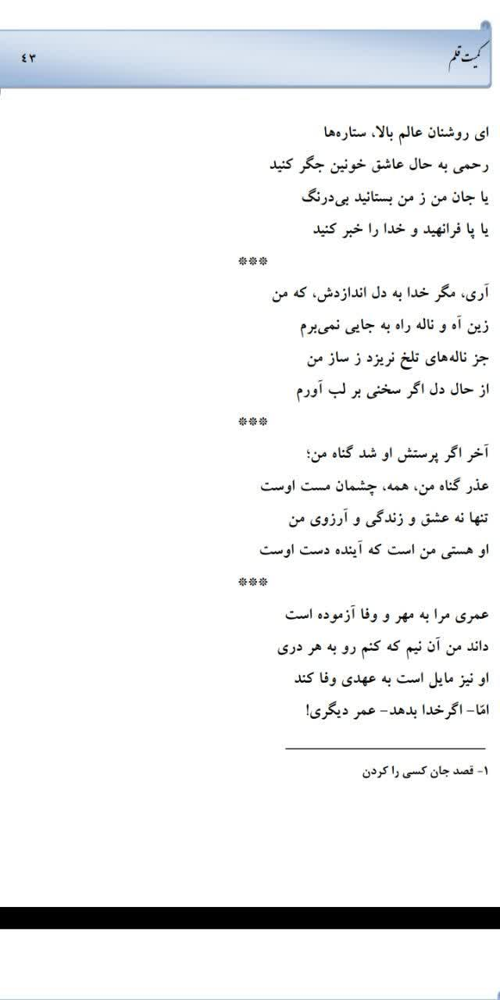 کمیت قلم
٤٣
ای روشنان عالم بالا، ستاره‌ها
رحمی به حال عاشق خونین جگر کنید
یا جان من ز من بستانید بی‌درنگ
یا پا فرانهید و خدا را خبر کنید
***
آری، مگر خدا به دل اندازدش، که من
زین آه و ناله راه به جایی نمی‌برم
جز ناله‌های تلخ نریزد ز ساز من
از حال دل اگر سخنی بر لب آورم
***
آخر اگر پرستش او شد گناه من؛
عذر گناه من، همه، چشمان مست اوست
تنها نه عشق و زندگی و آرزوی من
او هستی من است که آینده دست اوست
***
عمری مرا به مهر و وفا آزموده است
داند من آن نیم که کنم رو به هر دری
او نیز مایل است به عهدی وفا کند
امّا- اگرخدا بدهد- عمر دیگری!
۱- قصد جان کسی را کردن